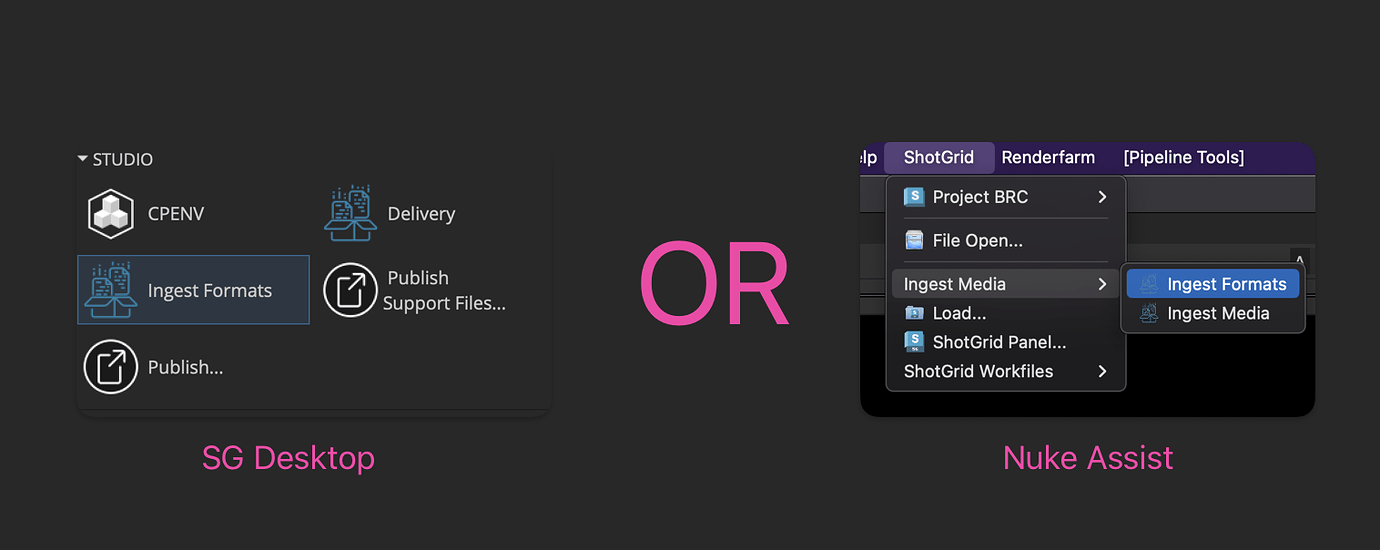 STUDIO
CPENV
Delivery
Ingest Formats
Publish
Support Files...
Publish...
SG Desktop
OR
ShotGrid
Renderfarm
[Pipeline Tools]
Project BRC
File Open...
Ingest Media
Ingest Formats
Load...
Ingest Media
ShotGrid Panel...
ShotGrid Workfiles
Nuke Assist